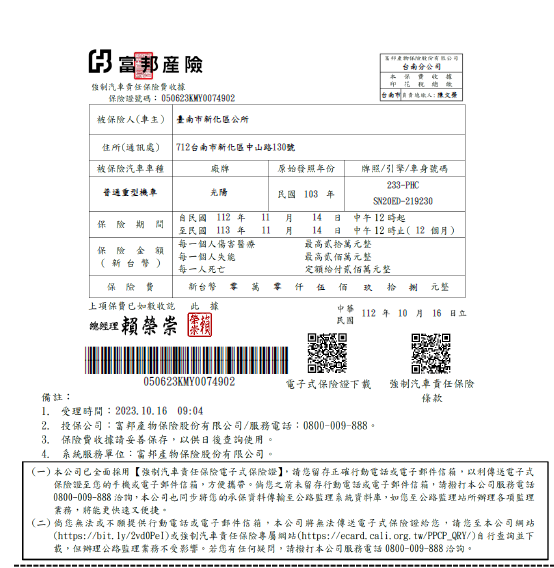 富邦產險
富邦產物保險股份有限公司
台南分公司
本保費收據
印花稅總繳
台南市 負責總繳人:陳文榮
強制汽車責任保險費收據
保險證號碼:050623KMY0074902
被保險人(車主) 臺南市新化區公所
住所(通訊處) 712台南市新化區中山路130號
被保險汽車車種 廠牌 原始發照年份 牌照/引擎/車身號碼
普通重型機車 光陽 民國 103 年 233-PHC
SN20ED-219230
保險期間 自民國 112 年 11 月 14 日 中午12時起
至民國 113 年 11 月 14 日 中午12時止( 12 個月)
保險金額
(新台幣)
每一個人傷害醫療 最高貳拾萬元整
每一個人失能 最高貳佰萬元整
每一人死亡 定額給付貳佰萬元整
保險費 新台幣 零 萬 零 仟 伍 佰 玖 拾 捌 元整
上項保費已如數收訖 此據
總經理 賴榮崇
中華民國 112 年 10 月 16 日立
050623KMY0074902
電子式保險證下載
強制汽車責任保險
條款
備註:
1. 受理時間:2023.10.16 09:04
2. 投保公司:富邦產物保險股份有限公司/服務電話:0800-009-888。
3. 保險費收據請妥善保存,以供日後查詢使用。
4. 系統服務單位:富邦產物保險股份有限公司。
(一)本公司已全面採用【強制汽車責任保險電子式保險證】,請您留存正確行動電話或電子郵件信箱,以利傳送電子式
保險證至您的手機或電子郵件信箱,方便攜帶。倘您之前未留存行動電話或電子郵件信箱,請撥打本公司服務電話
0800-009-888洽詢,本公司也同步將您的承保資料傳輸至公路監理系統資料庫,如您至公路監理站所辦理各項監理
業務,將能更快速又便捷。
(二)倘您無法或不願提供行動電話或電子郵件信箱,本公司將無法傳送電子式保險證給您,請您至本公司網站
(https://bit.ly/2vd0PeI)或強制汽車責任保險專屬網站(https://ecard.cali.org.tw/PPCP_QRY/)自行查詢並下
載,但辦理公路監理業務不受影響。若您有任何疑問,請撥打本公司服務電話0800-009-888洽詢。